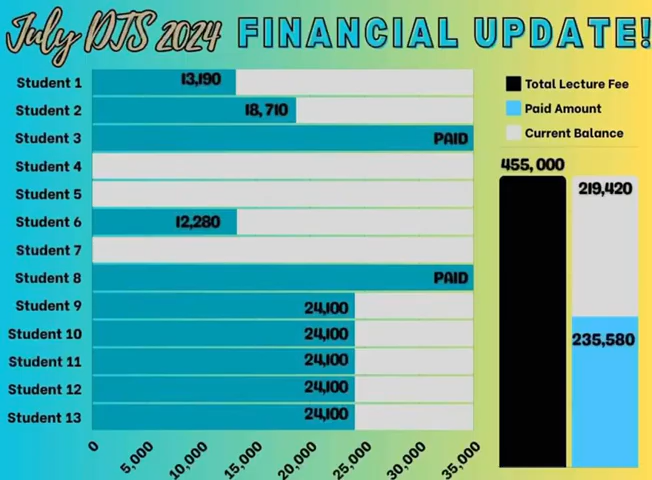 July DTS 2024 FINANCIAL UPDATE!
Student 1 13,190
Student 2 18,710
Student 3 PAID
Student 4
Student 5
Student 6 12,280
Student 7
Student 8 PAID
Student 9 24,100
Student 10 24,100
Student 11 24,100
Student 12 24,100
Student 13 24,100
0 5,000 10,000 15,000 20,000 25,000 30,000 35,000
Total Lecture Fee
Paid Amount
Current Balance
455,000
219,420
235,580